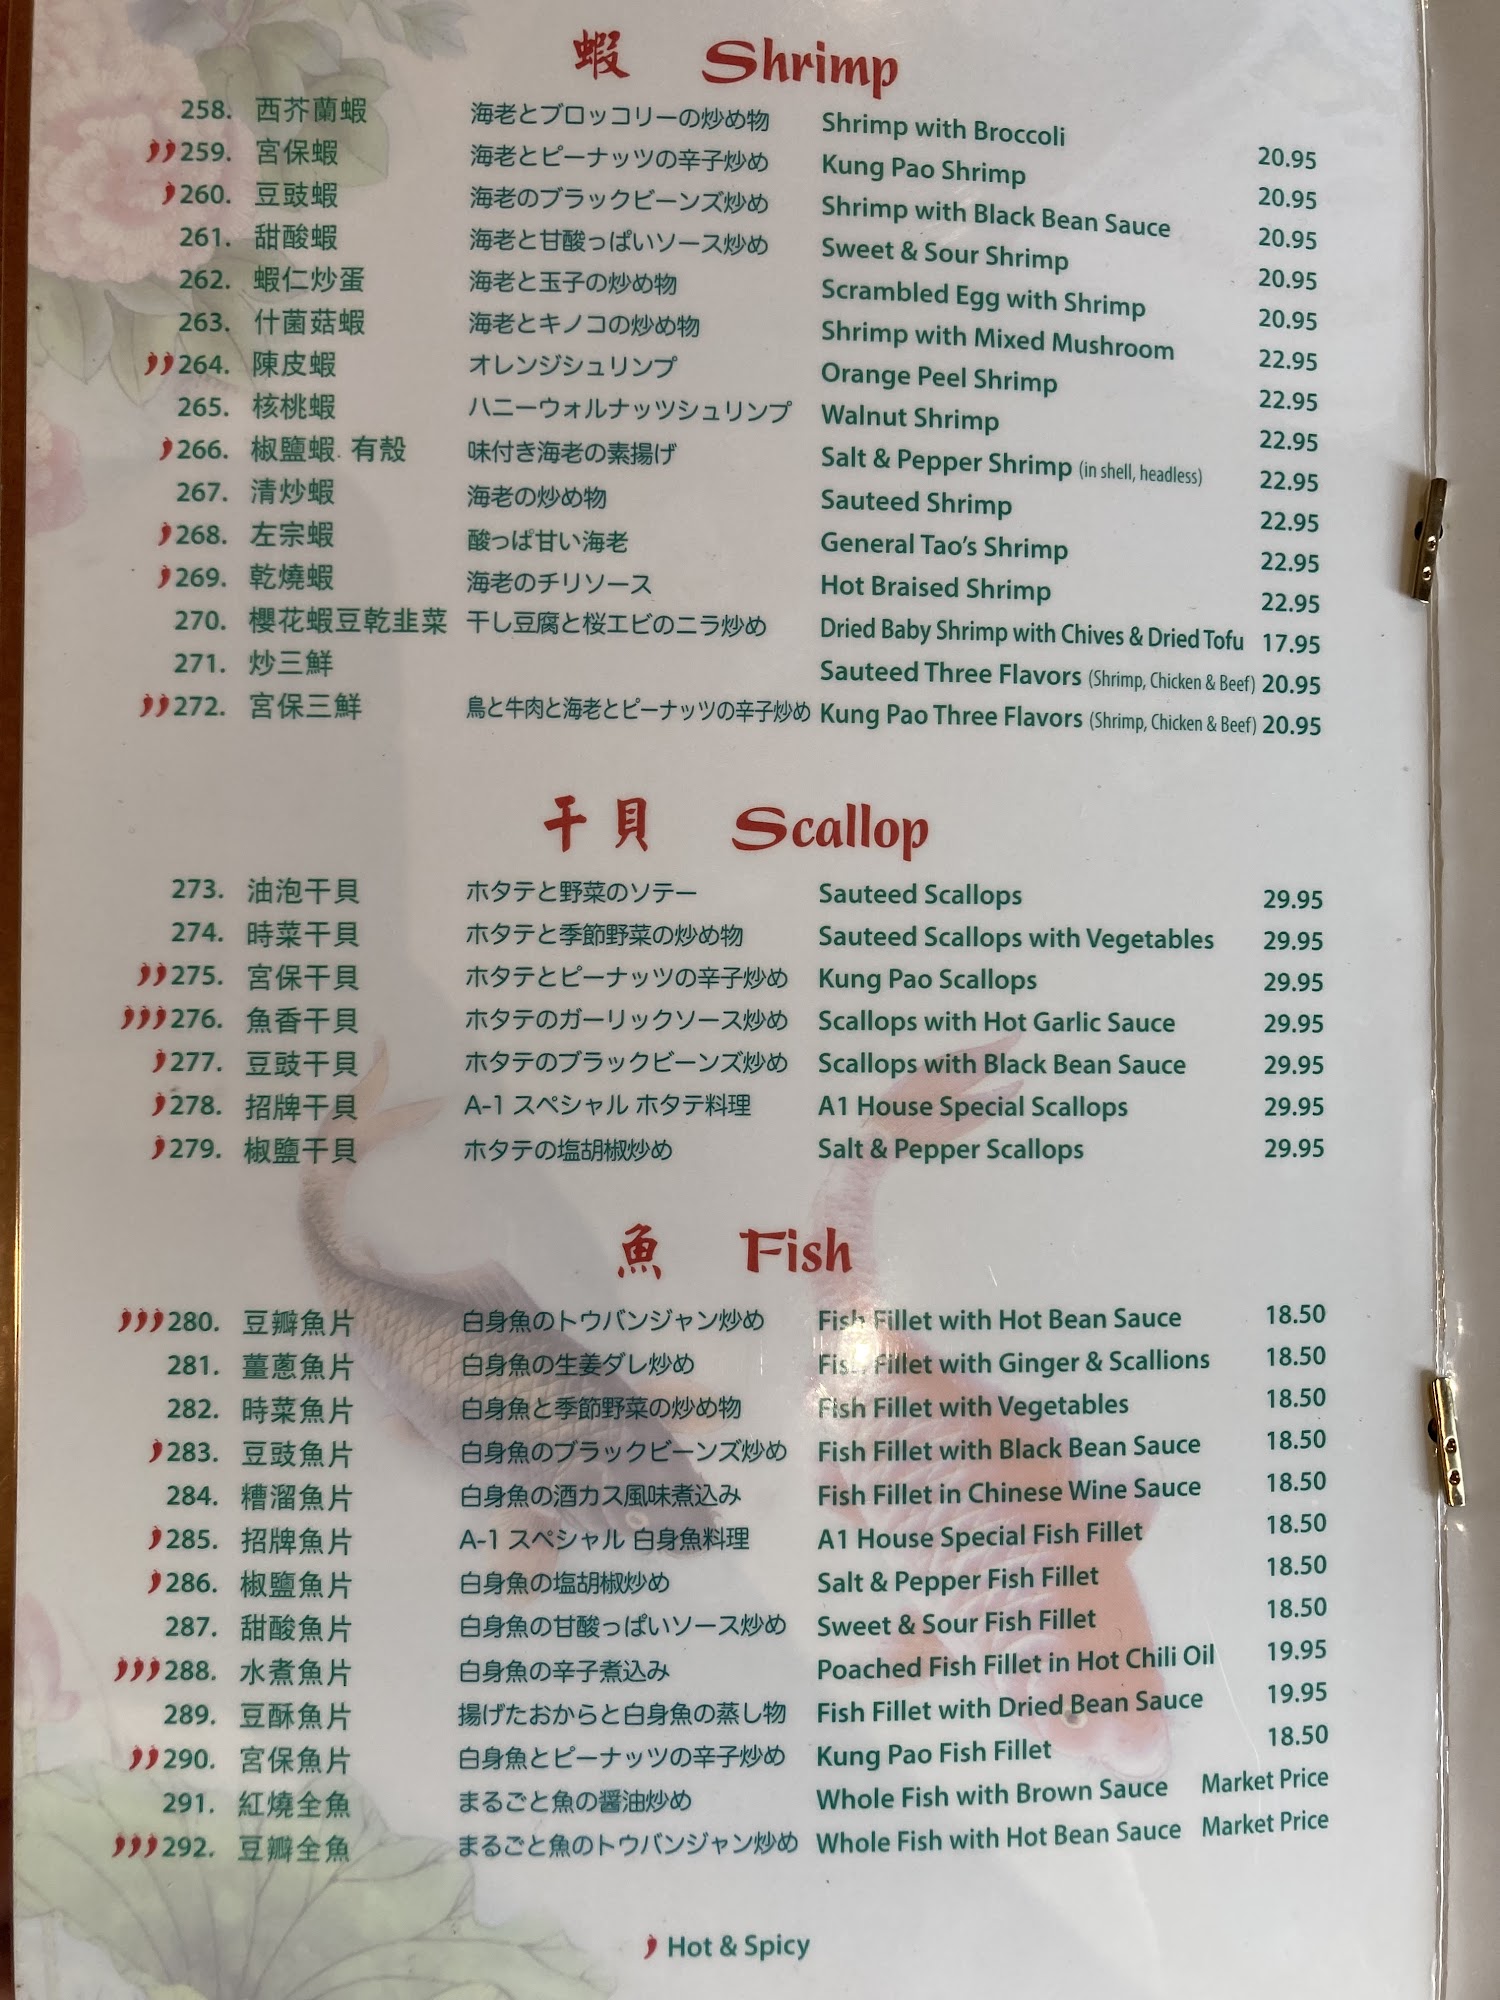 蝦 Shrimp
258. 西芥蘭蝦 海老とブロッコリーの炒め物 Shrimp with Broccoli 20.95
259. 宮保蝦 海老とピーナッツの辛子炒め Kung Pao Shrimp 20.95
260. 豆豉蝦 海老のブラックビーンズ炒め Shrimp with Black Bean Sauce 20.95
261. 甜酸蝦 海老と甘酸っぱいソース炒め Sweet & Sour Shrimp 20.95
262. 蝦仁炒蛋 海老と玉子の炒め物 Scrambled Egg with Shrimp 20.95
263. 什菌菇蝦 海老とキノコの炒め物 Shrimp with Mixed Mushroom 22.95
264. 陳皮蝦 オレンジシュリンプ Orange Peel Shrimp 22.95
265. 核桃蝦 ハニーウォルナッツシュリンプ Walnut Shrimp 22.95
266. 椒鹽蝦. 有殻 味付き海老の素揚げ Salt & Pepper Shrimp (in shell, headless) 22.95
267. 清炒蝦 海老の炒め物 Sauteed Shrimp 22.95
268. 左宗蝦 酸っぱ甘い海老 General Tao's Shrimp 22.95
269. 乾燒蝦 海老のチリソース Hot Braised Shrimp 22.95
270. 櫻花蝦豆乾韭菜 干し豆腐と桜エビのニラ炒め Dried Baby Shrimp with Chives & Dried Tofu 17.95
271. 炒三鮮 Sauteed Three Flavors (Shrimp, Chicken & Beef) 20.95
272. 宮保三鮮 鳥と牛肉と海老とピーナッツの辛子炒め Kung Pao Three Flavors (Shrimp, Chicken & Beef) 20.95
干貝 Scallop
273. 油泡干貝 ホタテと野菜のソテー Sauteed Scallops 29.95
274. 時菜干貝 ホタテと季節野菜の炒め物 Sauteed Scallops with Vegetables 29.95
275. 宮保干貝 ホタテとピーナッツの辛子炒め Kung Pao Scallops 29.95
276. 魚香干貝 ホタテのガーリックソース炒め Scallops with Hot Garlic Sauce 29.95
277. 豆豉干貝 ホタテのブラックビーンズ炒め Scallops with Black Bean Sauce 29.95
278. 招牌干貝 A-1 スペシャル ホタテ料理 A1 House Special Scallops 29.95
279. 椒鹽干貝 ホタテの塩胡椒炒め Salt & Pepper Scallops 29.95
魚 Fish
280. 豆瓣魚片 白身魚のトウバンジャン炒め Fish Fillet with Hot Bean Sauce 18.50
281. 薑蔥魚片 白身魚の生姜ダレ炒め Fish Fillet with Ginger & Scallions 18.50
282. 時菜魚片 白身魚と季節野菜の炒め物 Fish Fillet with Vegetables 18.50
283. 豆豉魚片 白身魚のブラックビーンズ炒め Fish Fillet with Black Bean Sauce 18.50
284. 糟溜魚片 白身魚の酒カス風味煮込み Fish Fillet in Chinese Wine Sauce 18.50
285. 招牌魚片 A-1 スペシャル 白身魚料理 A1 House Special Fish Fillet 18.50
286. 椒鹽魚片 白身魚の塩胡椒炒め Salt & Pepper Fish Fillet 18.50
287. 甜酸魚片 白身魚の甘酸っぱいソース炒め Sweet & Sour Fish Fillet 18.50
288. 水煮魚片 白身魚の辛子煮込み Poached Fish Fillet in Hot Chili Oil 19.95
289. 豆酥魚片 揚げたおからと白身魚の蒸し物 Fish Fillet with Dried Bean Sauce 19.95
290. 宮保魚片 白身魚とピーナッツの辛子炒め Kung Pao Fish Fillet 18.50
291. 紅燒全魚 まるごと魚の醤油炒め Whole Fish with Brown Sauce Market Price
292. 豆瓣全魚 まるごと魚のトウバンジャン炒め Whole Fish with Hot Bean Sauce Market Price
Hot & Spicy